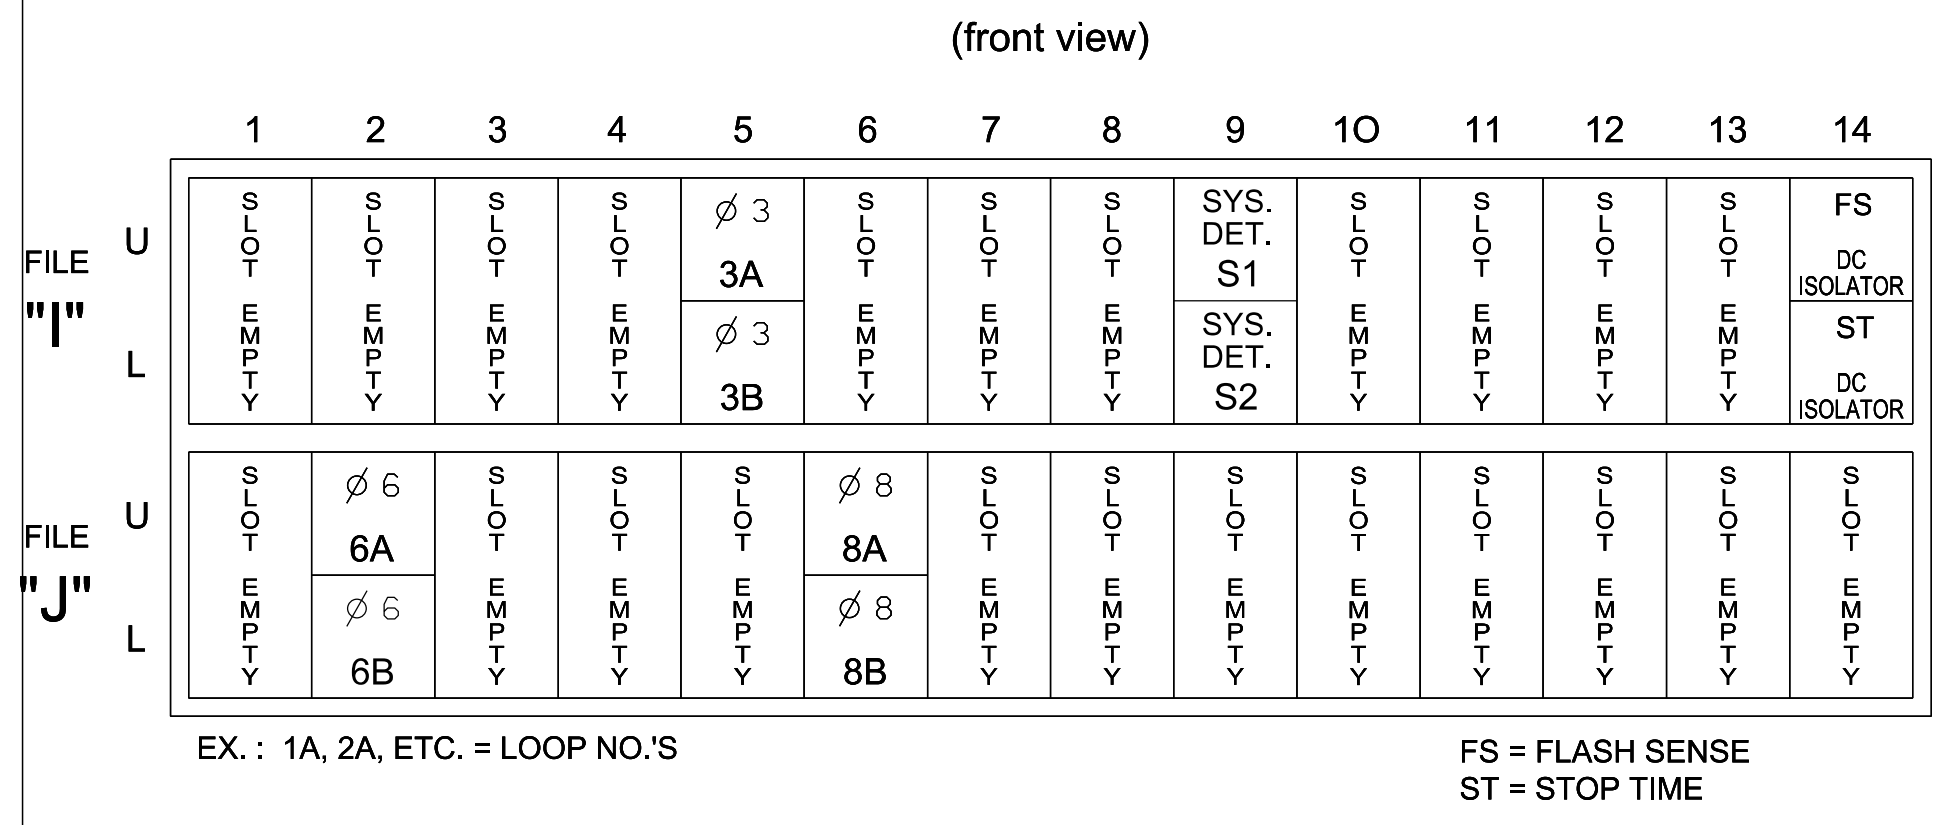 (front view)
1 2 3 4 5 6 7 8 9 10 11 12 13 14
FILE "I"
U
SLOT EMPTY
SLOT EMPTY
SLOT EMPTY
SLOT EMPTY
Ø 3
3A
SLOT EMPTY
SLOT EMPTY
SLOT EMPTY
SYS.
DET.
S1
SLOT EMPTY
SLOT EMPTY
SLOT EMPTY
SLOT EMPTY
FS
DC
ISOLATOR
L
Ø 3
3B
SYS.
DET.
S2
ST
DC
ISOLATOR
FILE "J"
U
SLOT EMPTY
Ø 6
6A
SLOT EMPTY
SLOT EMPTY
SLOT EMPTY
Ø 8
8A
SLOT EMPTY
SLOT EMPTY
SLOT EMPTY
SLOT EMPTY
SLOT EMPTY
SLOT EMPTY
SLOT EMPTY
SLOT EMPTY
L
Ø 6
6B
Ø 8
8B
EX. : 1A, 2A, ETC. = LOOP NO.'S
FS = FLASH SENSE
ST = STOP TIME